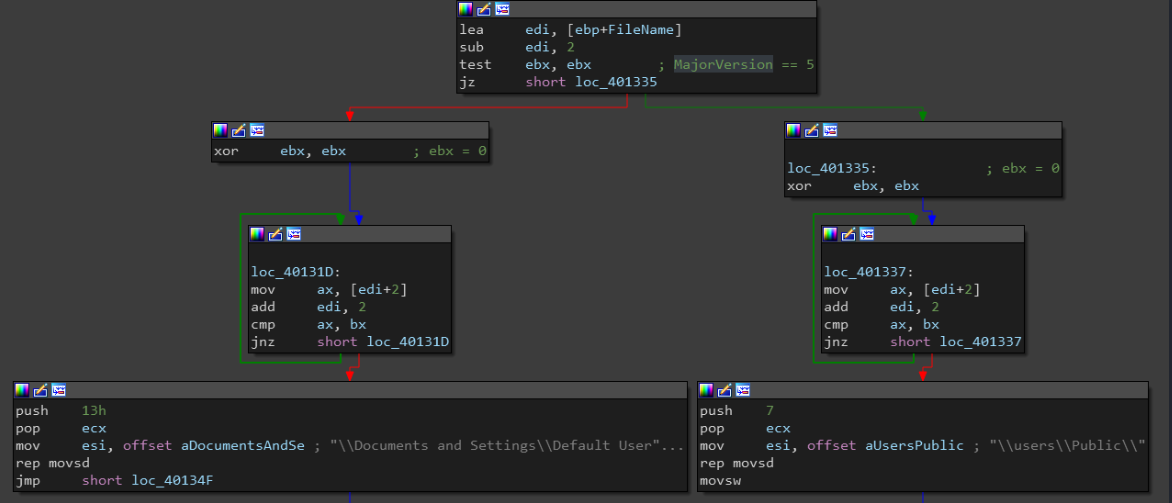 lea edi, [ebp+FileName]
sub edi, 2
test ebx, ebx ; MajorVersion == 5
jz short loc_401335
xor ebx, ebx ; ebx = 0
loc_401335: ; ebx = 0
xor ebx, ebx
loc_40131D:
mov ax, [edi+2]
add edi, 2
cmp ax, bx
jnz short loc_40131D
loc_401337:
mov ax, [edi+2]
add edi, 2
cmp ax, bx
jnz short loc_401337
push 13h
pop ecx
mov esi, offset aDocumentsAndSe ; "\\Documents and Settings\\Default User"...
rep movsd
jmp short loc_40134F
push 7
pop ecx
mov esi, offset aUsersPublic ; "\\users\\Public\\"
rep movsd
movsw